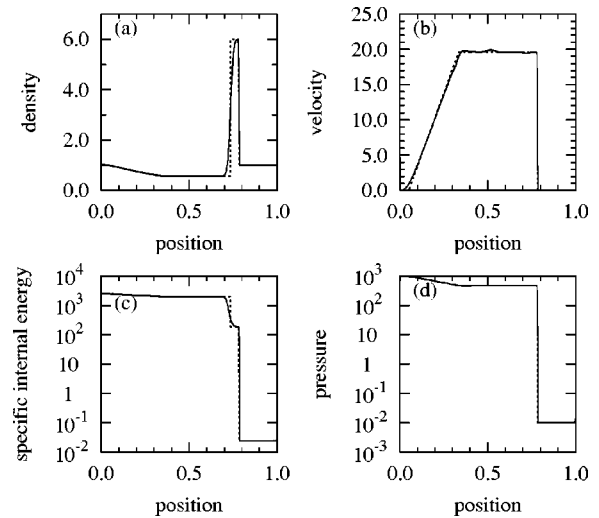 (a)
6.0
4.0
2.0
0.0
density
0.0 0.5 1.0
position
(b)
25.0
20.0
15.0
10.0
5.0
0.0
velocity
0.0 0.5 1.0
position
(c)
10^4
10^3
10^2
10
1
10^-1
10^-2
specific internal energy
0.0 0.5 1.0
position
(d)
10^3
10^2
10
1
10^-1
10^-2
10^-3
pressure
0.0 0.5 1.0
position